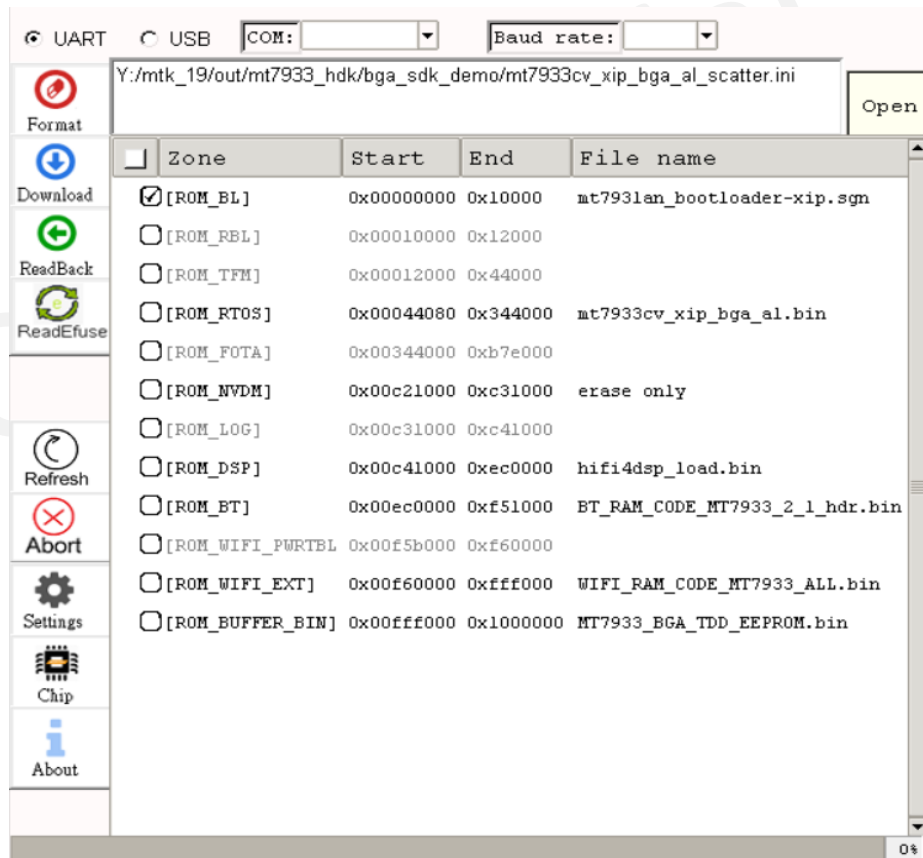 UART USB COM: Baud rate:
Y:/mtk_19/out/mt7933_hdk/bga_sdk_demo/mt7933cv_xip_bga_al_scatter.ini
Open
Format
Download
ReadBack
e
ReadEfuse
Refresh
Abort
Settings
Chip
About
Zone Start End File name
[ROM_BL] 0x00000000 0x10000 mt7931an_bootloader-xip.sgn
[ROM_RBL] 0x00010000 0x12000
[ROM_TFM] 0x00012000 0x44000
[ROM_RTOS] 0x00044080 0x344000 mt7933cv_xip_bga_al.bin
[ROM_FOTA] 0x00344000 0xb7e000
[ROM_NVDM] 0x00c21000 0xc31000 erase only
[ROM_LOG] 0x00c31000 0xc41000
[ROM_DSP] 0x00c41000 0xec0000 hifi4dsp_load.bin
[ROM_BT] 0x00ec0000 0xf51000 BT_RAM_CODE_MT7933_2_1_hdr.bin
[ROM_WIFI_PWRTBL 0x00f5b000 0xf60000
[ROM_WIFI_EXT] 0x00f60000 0xfff000 WIFI_RAM_CODE_MT7933_ALL.bin
[ROM_BUFFER_BIN] 0x00fff000 0x1000000 MT7933_BGA_TDD_EEPROM.bin
0%